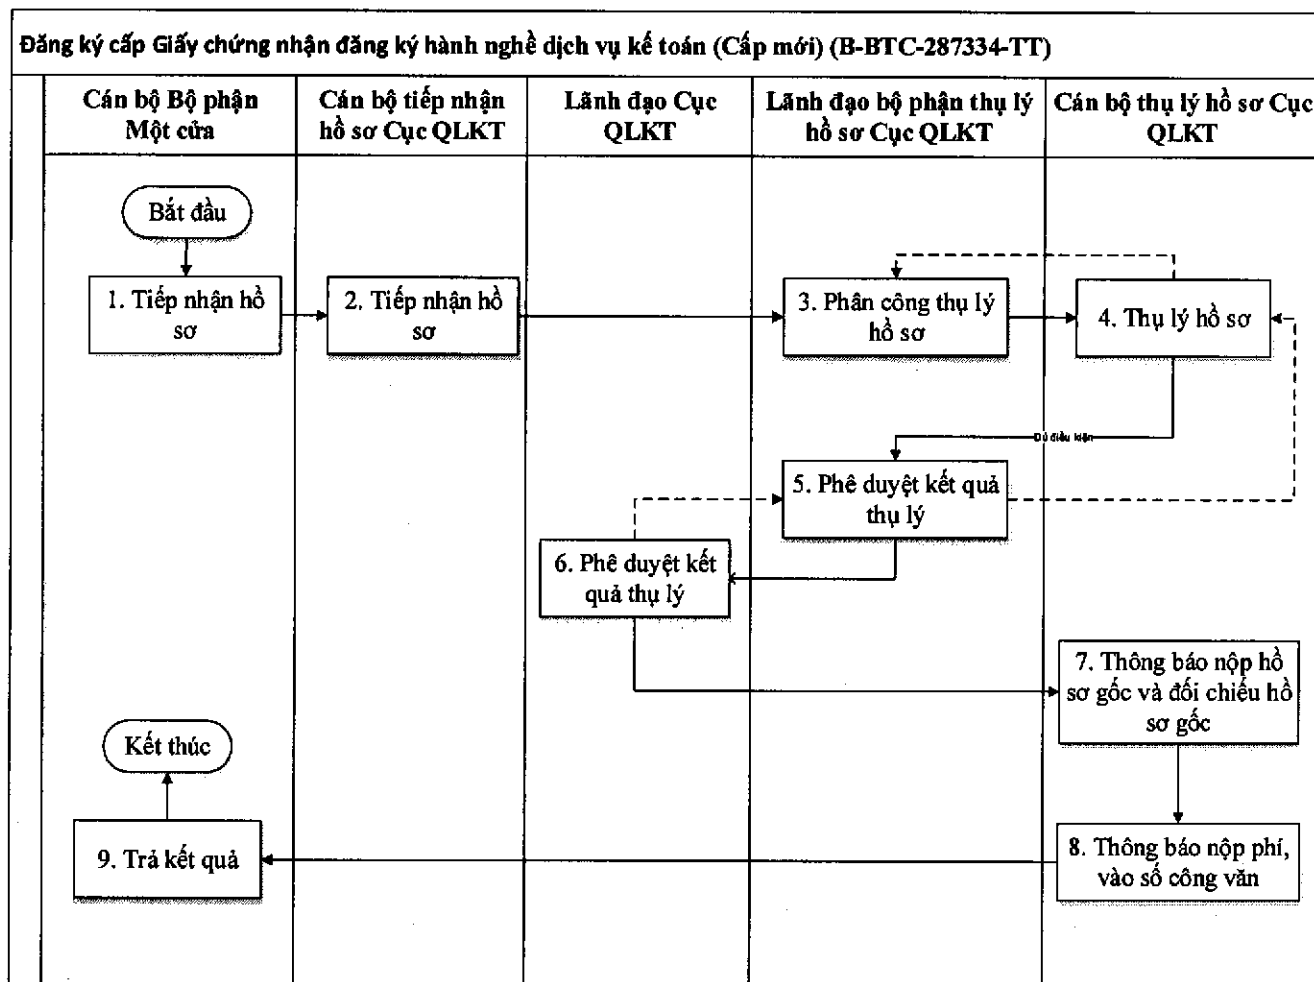 Đăng ký cấp Giấy chứng nhận đăng ký hành nghề dịch vụ kế toán (Cấp mới) (B-BTC-287334-TT)
Cán bộ Bộ phận
Một cửa
Cán bộ tiếp nhận
hồ sơ Cục QLKT
Lãnh đạo Cục
QLKT
Lãnh đạo bộ phận thụ lý
hồ sơ Cục QLKT
Cán bộ thụ lý hồ sơ Cục
QLKT
Bắt đầu
1. Tiếp nhận hồ
sơ
2. Tiếp nhận hồ
sơ
3. Phân công thụ lý
hồ sơ
4. Thụ lý hồ sơ
Đủ điều kiện
5. Phê duyệt kết quả
thụ lý
6. Phê duyệt kết
quả thụ lý
7. Thông báo nộp hồ
sơ gốc và đối chiếu hồ
sơ gốc
Kết thúc
9. Trả kết quả
8. Thông báo nộp phí,
vào số công văn